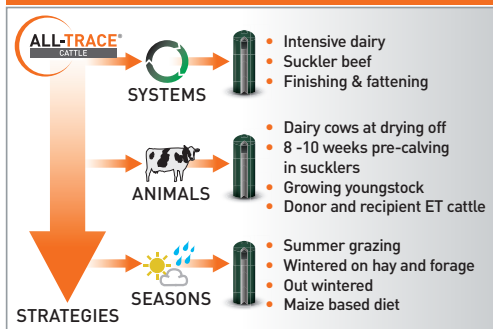 ALL-TRACE®
CATTLE
SYSTEMS
• Intensive dairy
• Suckler beef
• Finishing & fattening
ANIMALS
• Dairy cows at drying off
• 8 -10 weeks pre-calving
in sucklers
• Growing youngstock
• Donor and recipient ET cattle
SEASONS
• Summer grazing
• Wintered on hay and forage
• Out wintered
• Maize based diet
STRATEGIES